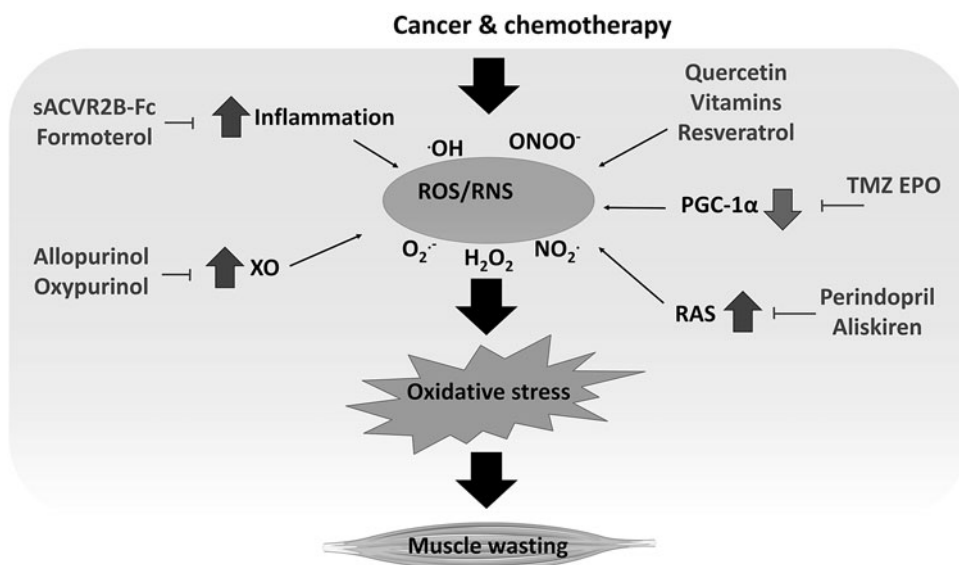 Cancer & chemotherapy
sACVR2B-Fc
Formoterol
Inflammation
Quercetin
Vitamins
Resveratrol
·OH
ONOO⁻
ROS/RNS
PGC-1α
TMZ EPO
O₂·⁻
H₂O₂
NO₂·
Allopurinol
Oxypurinol
XO
RAS
Perindopril
Aliskiren
Oxidative stress
Muscle wasting